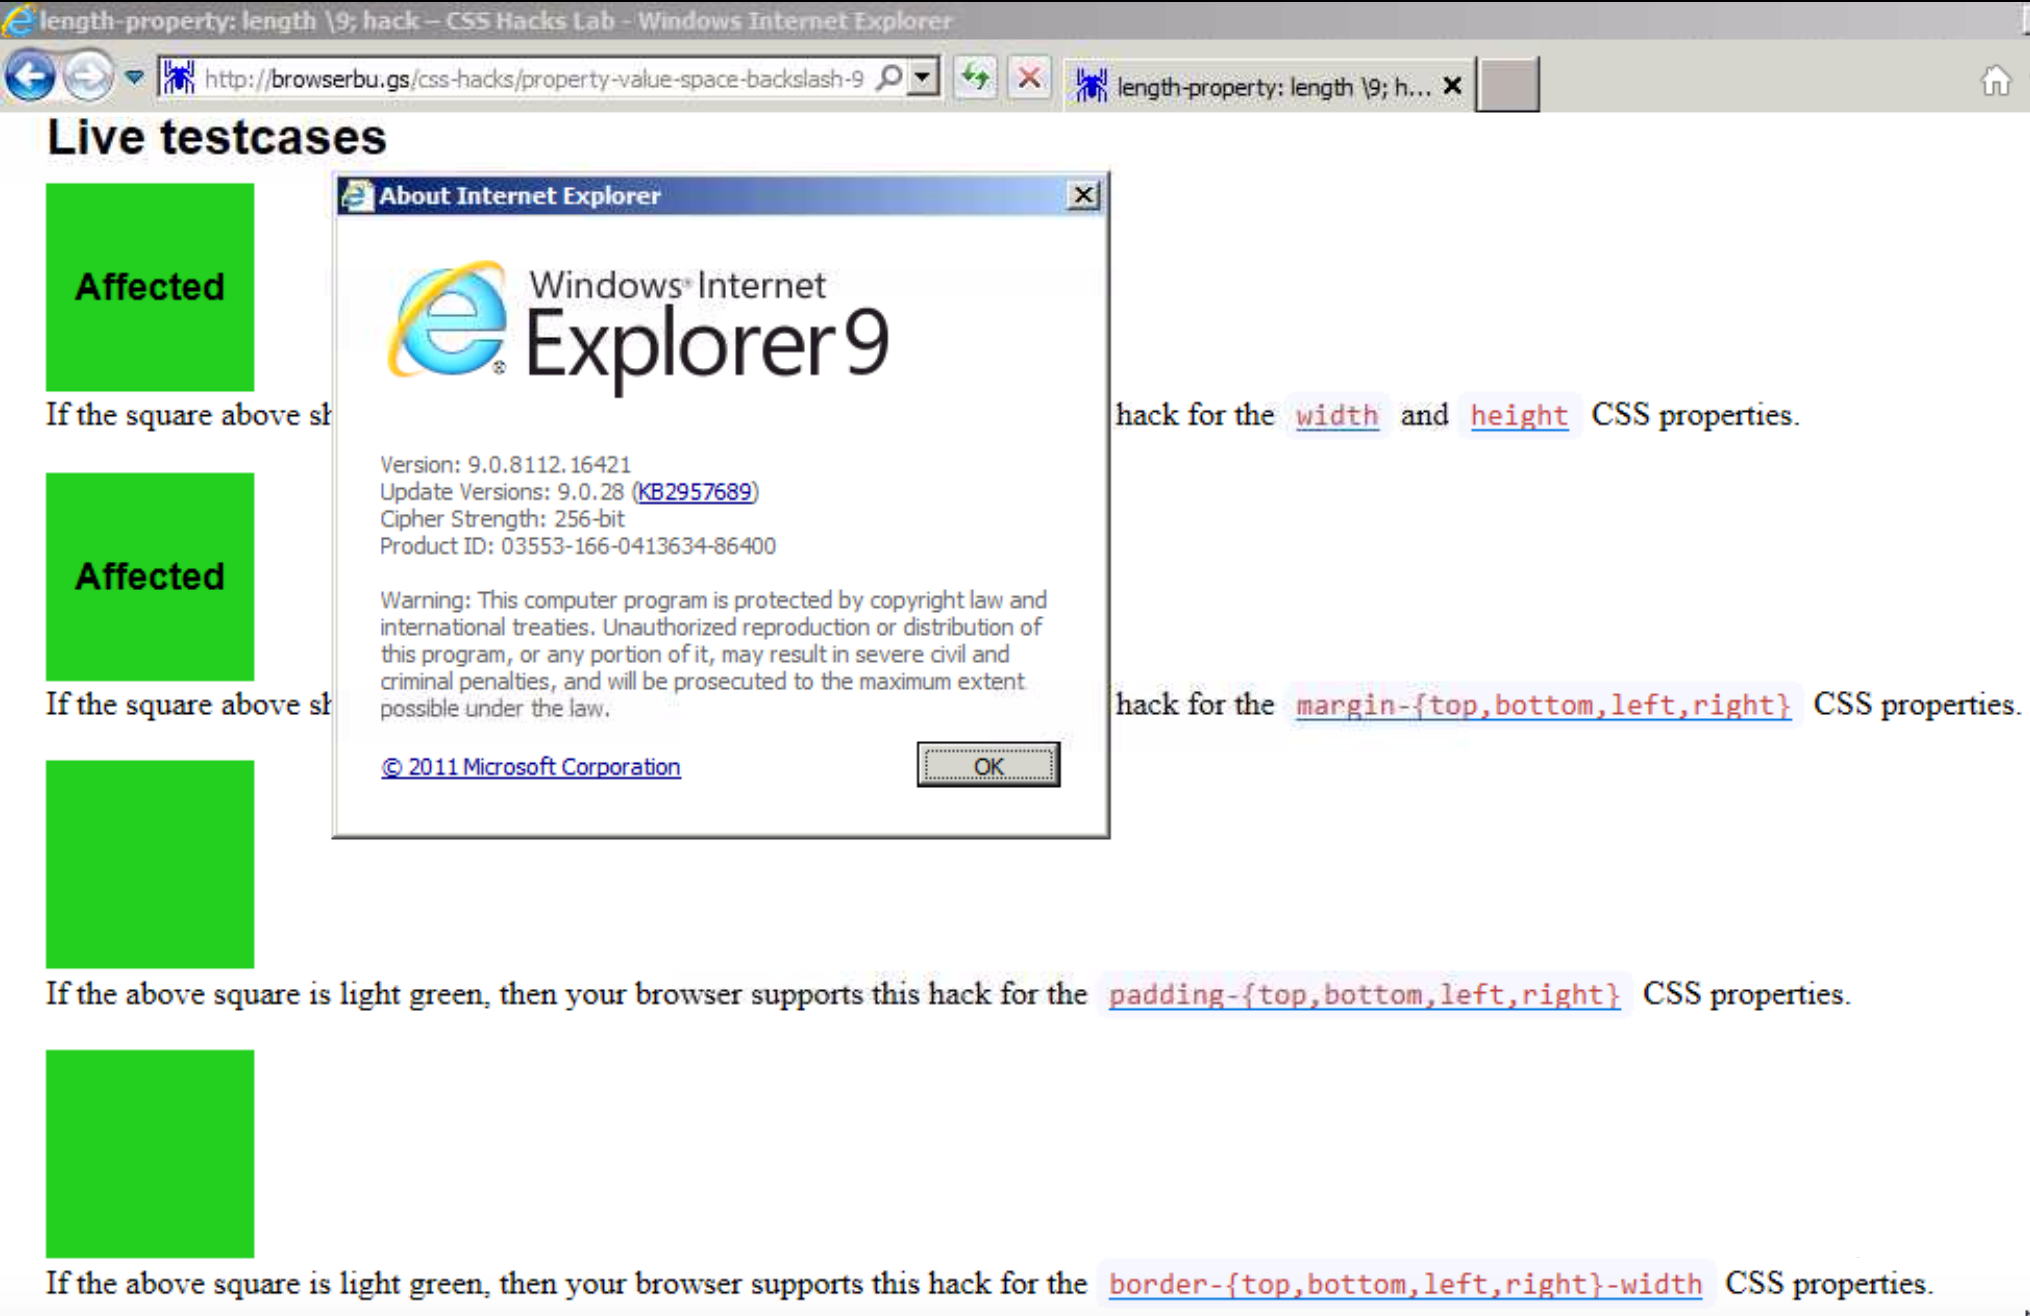 length-property: length \9; hack – CSS Hacks Lab - Windows Internet Explorer
http://browserbu.gs/css-hacks/property-value-space-backslash-9
length-property: length \9; h...
Live testcases
Affected
If the square above sh
hack for the width and height CSS properties.
Affected
If the square above sh
hack for the margin-{top,bottom,left,right} CSS properties.
If the above square is light green, then your browser supports this hack for the padding-{top,bottom,left,right} CSS properties.
If the above square is light green, then your browser supports this hack for the border-{top,bottom,left,right}-width CSS properties.
About Internet Explorer
Windows® Internet
Explorer 9
Version: 9.0.8112.16421
Update Versions: 9.0.28 (KB2957689)
Cipher Strength: 256-bit
Product ID: 03553-166-0413634-86400
Warning: This computer program is protected by copyright law and
international treaties. Unauthorized reproduction or distribution of
this program, or any portion of it, may result in severe civil and
criminal penalties, and will be prosecuted to the maximum extent
possible under the law.
© 2011 Microsoft Corporation
OK